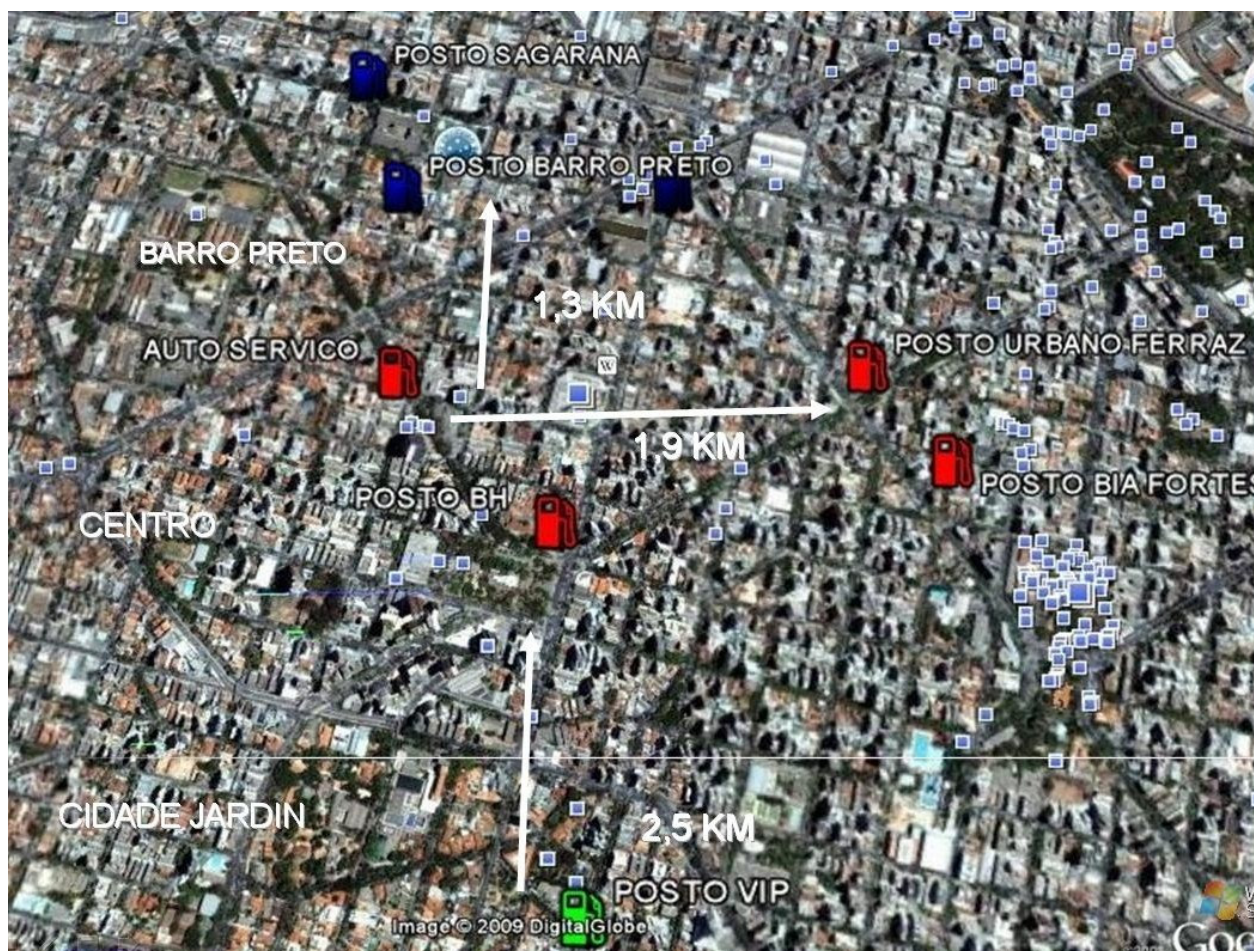 POSTO SAGARANA
POSTO BARRO PRETO
BARRO PRETO
1,3 KM
AUTO SERVICO
POSTO URBANO FERRAZ
W
1,9 KM
POSTO BH
POSTO BIA FORTES
CENTRO
CIDADE JARDIN
2,5 KM
POSTO VIP
Image © 2009 DigitalGlobe